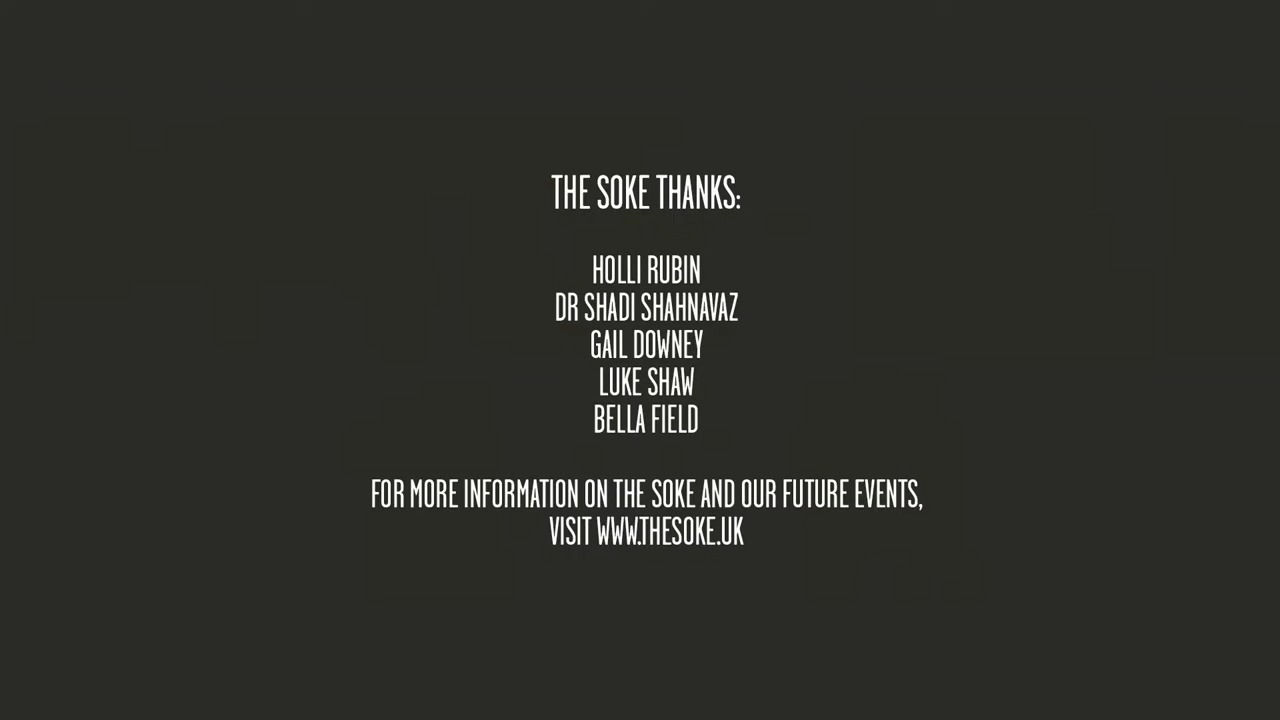 THE SOKE THANKS:
HOLLI RUBIN
DR SHADI SHAHNAVAZ
GAIL DOWNEY
LUKE SHAW
BELLA FIELD
FOR MORE INFORMATION ON THE SOKE AND OUR FUTURE EVENTS,
VISIT WWW.THESOKE.UK